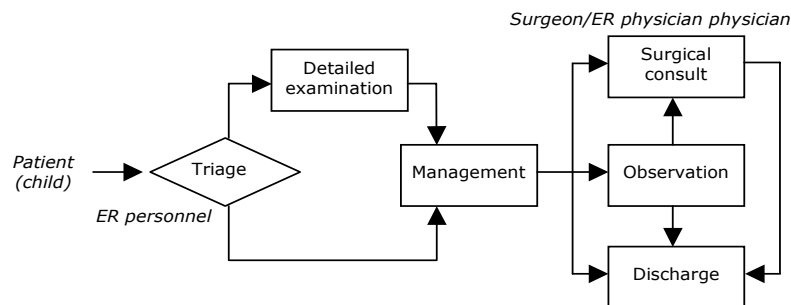 Surgeon/ER physician physician
Surgical
consult
Detailed
examination
Patient
(child)
Triage
Management
Observation
ER personnel
Discharge